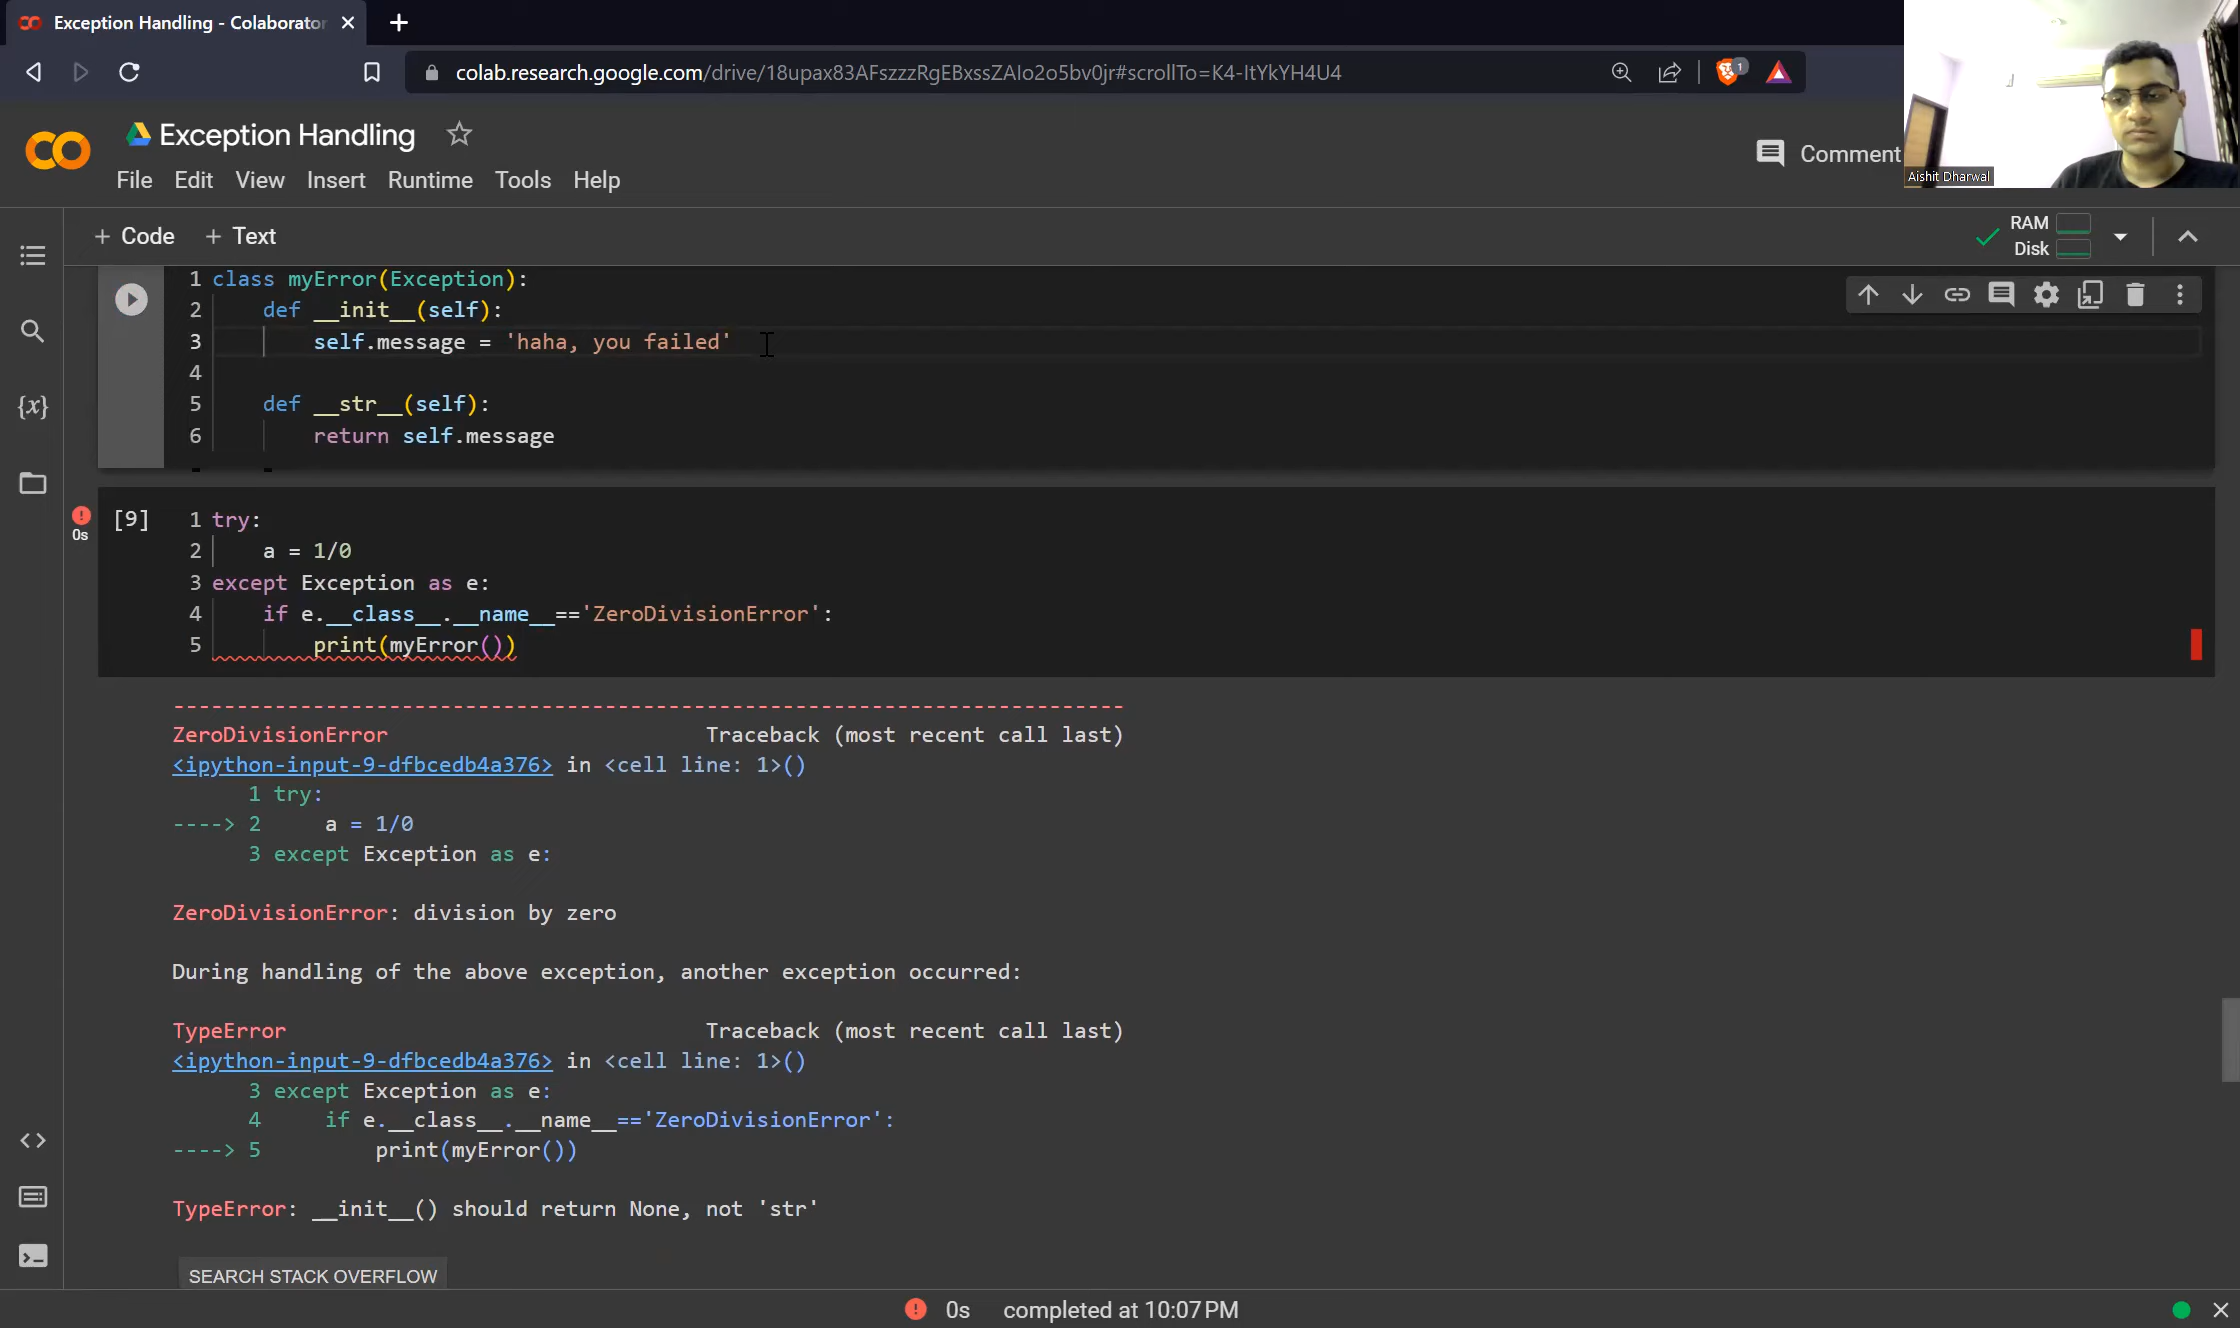 Exception Handling - Colaborator
colab.research.google.com/drive/18upax83AFszzzRgEBxssZAIo2o5bv0jr#scrollTo=K4-ItYkYH4U4
1
Exception Handling
File Edit View Insert Runtime Tools Help
Comment
Aishit Dharwal
+ Code + Text
RAM
Disk
1 class myError(Exception):
2 def __init__(self):
3 self.message = 'haha, you failed'
4
5 def __str__(self):
6 return self.message
{x}
0s
[9]
1 try:
2 a = 1/0
3 except Exception as e:
4 if e.__class__.__name__=='ZeroDivisionError':
5 print(myError())
---------------------------------------------------------------------------
ZeroDivisionError Traceback (most recent call last)
<ipython-input-9-dfbcedb4a376> in <cell line: 1>()
1 try:
----> 2 a = 1/0
3 except Exception as e:
ZeroDivisionError: division by zero
During handling of the above exception, another exception occurred:
TypeError Traceback (most recent call last)
<ipython-input-9-dfbcedb4a376> in <cell line: 1>()
3 except Exception as e:
4 if e.__class__.__name__=='ZeroDivisionError':
----> 5 print(myError())
TypeError: __init__() should return None, not 'str'
SEARCH STACK OVERFLOW
0s completed at 10:07 PM